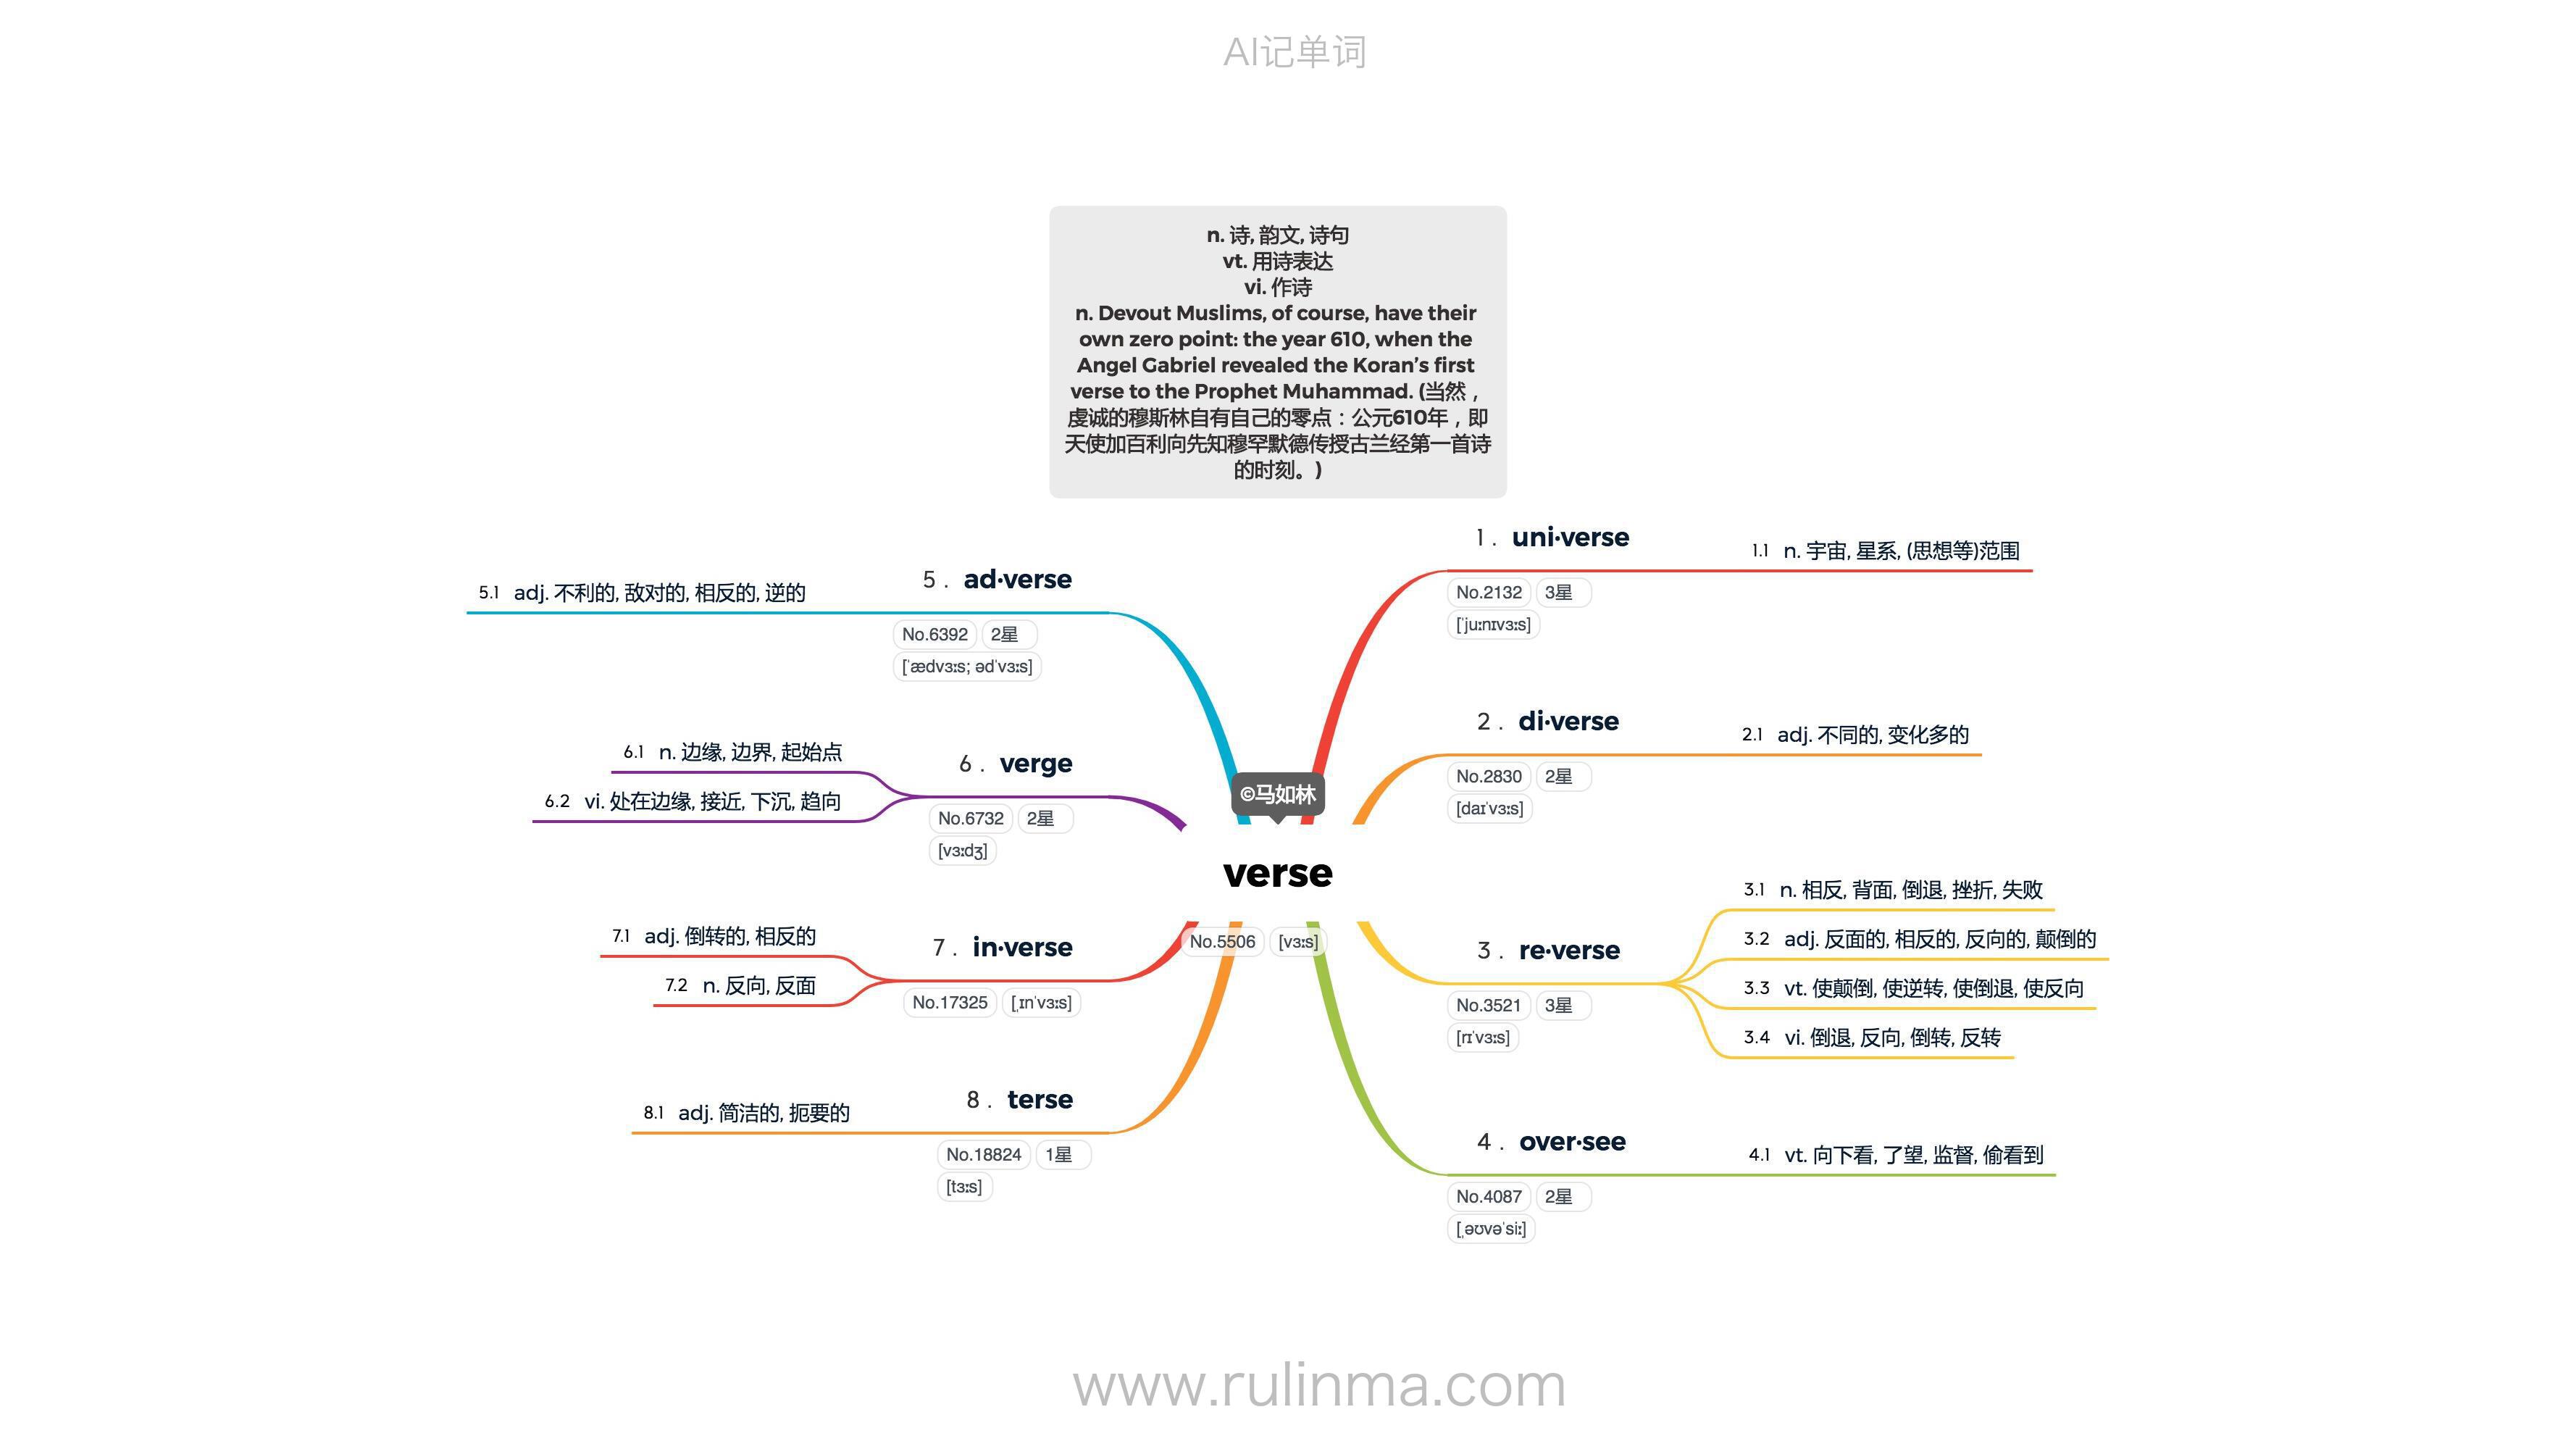 AI记单词
n. 诗, 韵文, 诗句
vt. 用诗表达
vi. 作诗
n. Devout Muslims, of course, have their
own zero point: the year 610, when the
Angel Gabriel revealed the Koran’s first
verse to the Prophet Muhammad. (当然，
虔诚的穆斯林自有自己的零点：公元610年，即
天使加百利向先知穆罕默德传授古兰经第一首诗
的时刻。)
©马如林
verse
No.5506 [vɜːs]
1. uni·verse
No.2132 3星
[ˈjuːnɪvɜːs]
1.1 n. 宇宙, 星系, (思想等)范围
2. di·verse
No.2830 2星
[daɪˈvɜːs]
2.1 adj. 不同的, 变化多的
3. re·verse
No.3521 3星
[rɪˈvɜːs]
3.1 n. 相反, 背面, 倒退, 挫折, 失败
3.2 adj. 反面的, 相反的, 反向的, 颠倒的
3.3 vt. 使颠倒, 使逆转, 使倒退, 使反向
3.4 vi. 倒退, 反向, 倒转, 反转
4. over·see
No.4087 2星
[ˌəʊvəˈsiː]
4.1 vt. 向下看, 了望, 监督, 偷看到
5. ad·verse
No.6392 2星
[ˈædvɜːs; ədˈvɜːs]
5.1 adj. 不利的, 敌对的, 相反的, 逆的
6. verge
No.6732 2星
[vɜːdʒ]
6.1 n. 边缘, 边界, 起始点
6.2 vi. 处在边缘, 接近, 下沉, 趋向
7. in·verse
No.17325 [ˌɪnˈvɜːs]
7.1 adj. 倒转的, 相反的
7.2 n. 反向, 反面
8. terse
No.18824 1星
[tɜːs]
8.1 adj. 简洁的, 扼要的
www.rulinma.com